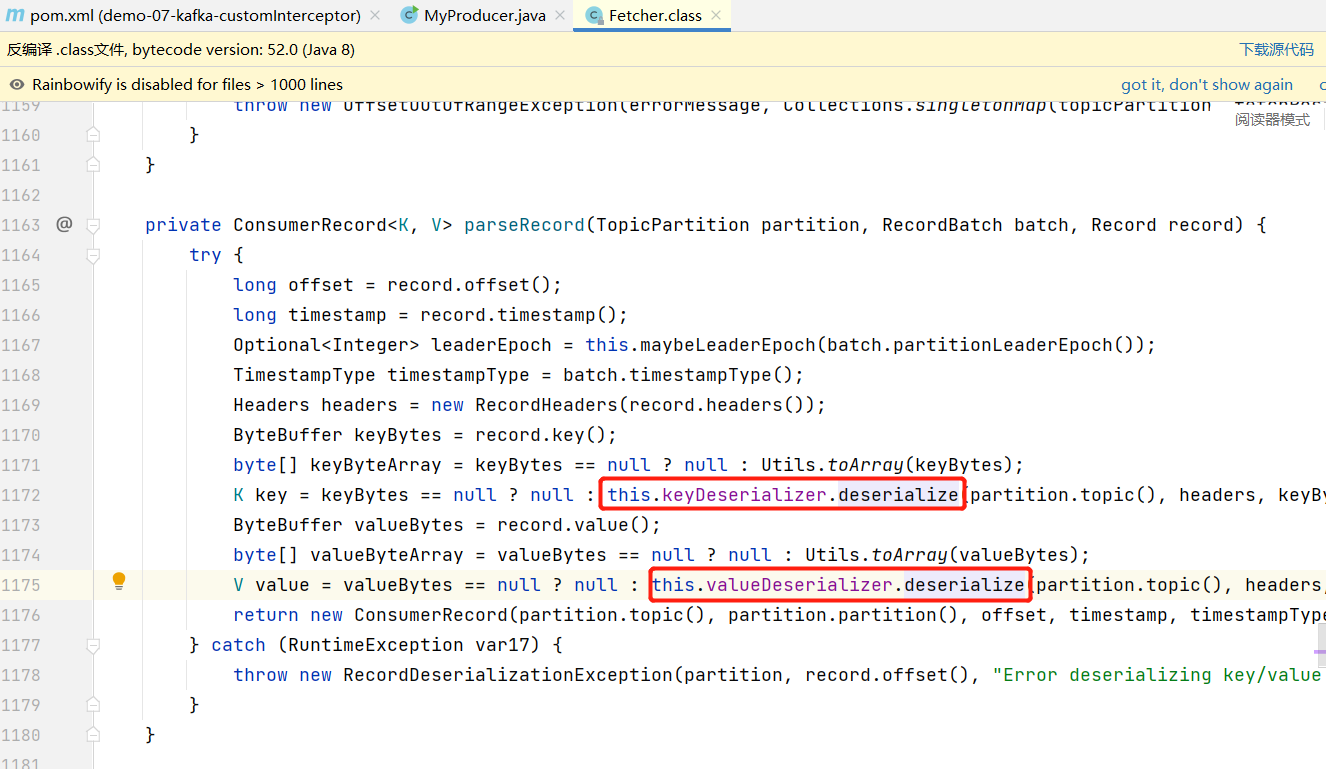 pom.xml (demo-07-kafka-customInterceptor) MyProducer.java Fetcher.class
反编译 .class文件, bytecode version: 52.0 (Java 8) 下载源代码
Rainbowify is disabled for files > 1000 lines got it, don't show again
1159 throw new OffsetOutOfRangeException(errorMessage, Collections.singletonMap(topicPartition
阅读器模式
1160 }
1161 }
1162
1163 @ private ConsumerRecord<K, V> parseRecord(TopicPartition partition, RecordBatch batch, Record record) {
1164 try {
1165 long offset = record.offset();
1166 long timestamp = record.timestamp();
1167 Optional<Integer> leaderEpoch = this.maybeLeaderEpoch(batch.partitionLeaderEpoch());
1168 TimestampType timestampType = batch.timestampType();
1169 Headers headers = new RecordHeaders(record.headers());
1170 ByteBuffer keyBytes = record.key();
1171 byte[] keyByteArray = keyBytes == null ? null : Utils.toArray(keyBytes);
1172 K key = keyBytes == null ? null : this.keyDeserializer.deserialize(partition.topic(), headers, keyBy
1173 ByteBuffer valueBytes = record.value();
1174 byte[] valueByteArray = valueBytes == null ? null : Utils.toArray(valueBytes);
1175 V value = valueBytes == null ? null : this.valueDeserializer.deserialize(partition.topic(), headers,
1176 return new ConsumerRecord(partition.topic(), partition.partition(), offset, timestamp, timestampType
1177 } catch (RuntimeException var17) {
1178 throw new RecordDeserializationException(partition, record.offset(), "Error deserializing key/value
1179 }
1180 }
1181